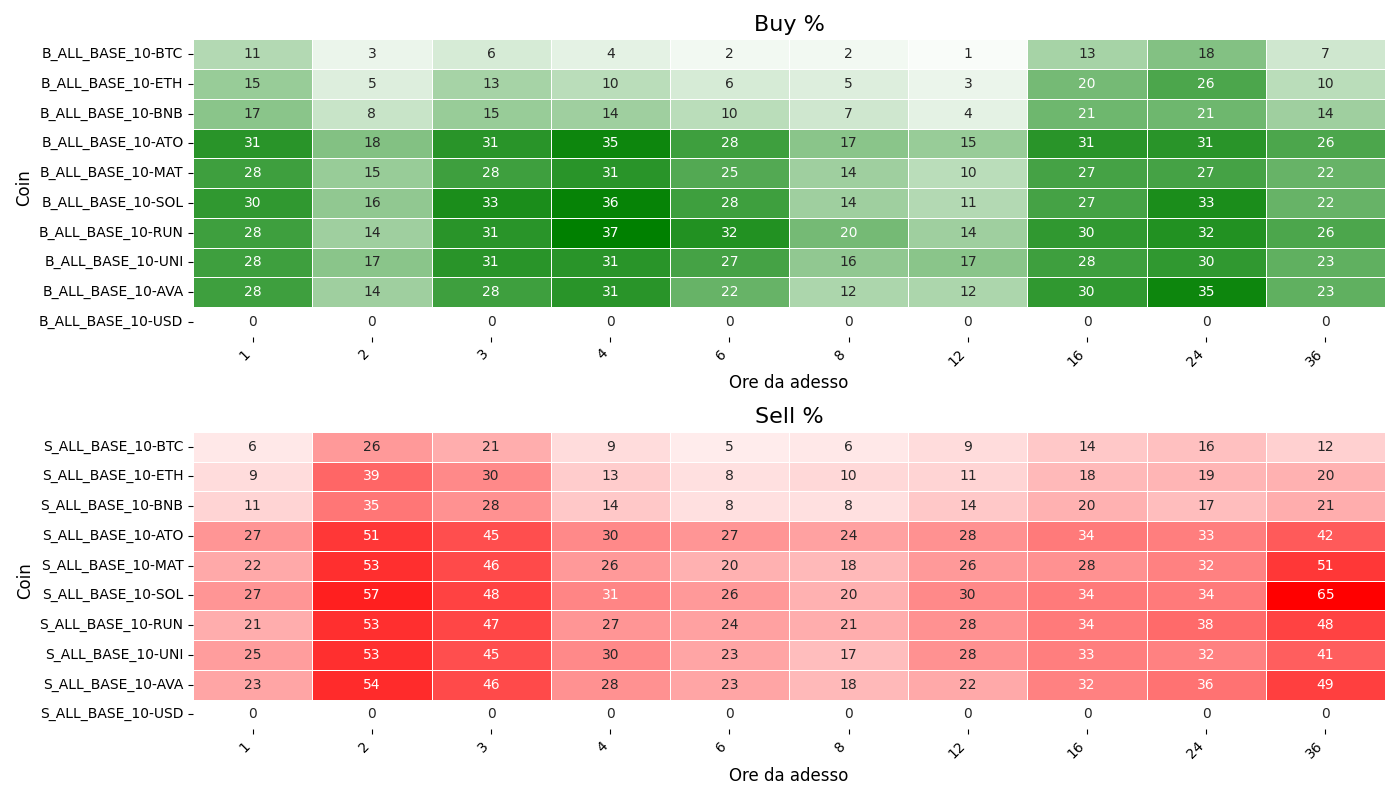 Buy %
B_ALL_BASE_10-BTC 11 3 6 4 2 2 1 13 18 7
B_ALL_BASE_10-ETH 15 5 13 10 6 5 3 20 26 10
B_ALL_BASE_10-BNB 17 8 15 14 10 7 4 21 21 14
B_ALL_BASE_10-ATO 31 18 31 35 28 17 15 31 31 26
B_ALL_BASE_10-MAT 28 15 28 31 25 14 10 27 27 22
B_ALL_BASE_10-SOL 30 16 33 36 28 14 11 27 33 22
B_ALL_BASE_10-RUN 28 14 31 37 32 20 14 30 32 26
B_ALL_BASE_10-UNI 28 17 31 31 27 16 17 28 30 23
B_ALL_BASE_10-AVA 28 14 28 31 22 12 12 30 35 23
B_ALL_BASE_10-USD 0 0 0 0 0 0 0 0 0 0
Coin
1 2 3 4 6 8 12 16 24 36
Ore da adesso
Sell %
S_ALL_BASE_10-BTC 6 26 21 9 5 6 9 14 16 12
S_ALL_BASE_10-ETH 9 39 30 13 8 10 11 18 19 20
S_ALL_BASE_10-BNB 11 35 28 14 8 8 14 20 17 21
S_ALL_BASE_10-ATO 27 51 45 30 27 24 28 34 33 42
S_ALL_BASE_10-MAT 22 53 46 26 20 18 26 28 32 51
S_ALL_BASE_10-SOL 27 57 48 31 26 20 30 34 34 65
S_ALL_BASE_10-RUN 21 53 47 27 24 21 28 34 38 48
S_ALL_BASE_10-UNI 25 53 45 30 23 17 28 33 32 41
S_ALL_BASE_10-AVA 23 54 46 28 23 18 22 32 36 49
S_ALL_BASE_10-USD 0 0 0 0 0 0 0 0 0 0
Coin
1 2 3 4 6 8 12 16 24 36
Ore da adesso